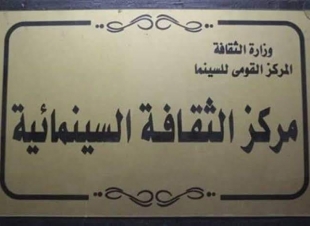 وزارة الثقافة
المركز القومى للسينما
مركز الثقافة السينمائية